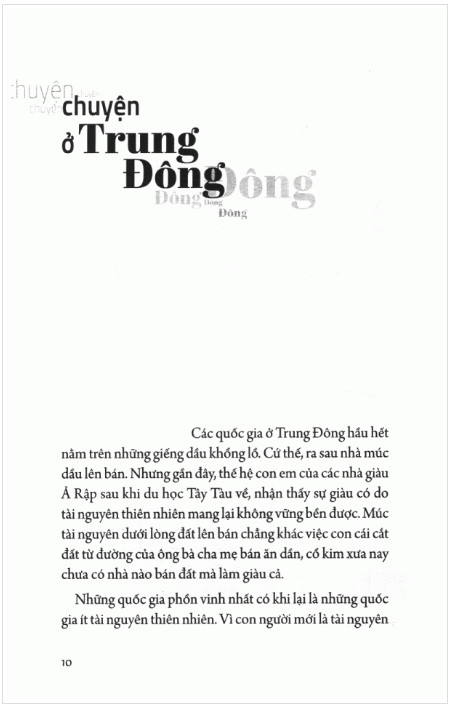 chuyện
chuyện
chuyện
ở Trung
Đông
Đông
Đông
Đông
Các quốc gia ở Trung Đông hầu hết
nằm trên những giếng dầu khổng lồ. Cứ thế, ra sau nhà múc
dầu lên bán. Nhưng gần đây, thế hệ con em của các nhà giàu
Ả Rập sau khi du học Tây Tàu về, nhận thấy sự giàu có do
tài nguyên thiên nhiên mang lại không vững bền được. Múc
tài nguyên dưới lòng đất lên bán chẳng khác việc con cái cắt
đất từ đường của ông bà cha mẹ bán ăn dần, cổ kim xưa nay
chưa có nhà nào bán đất mà làm giàu cả.
Những quốc gia phồn vinh nhất có khi lại là những quốc
gia ít tài nguyên thiên nhiên. Vì con người mới là tài nguyên
10